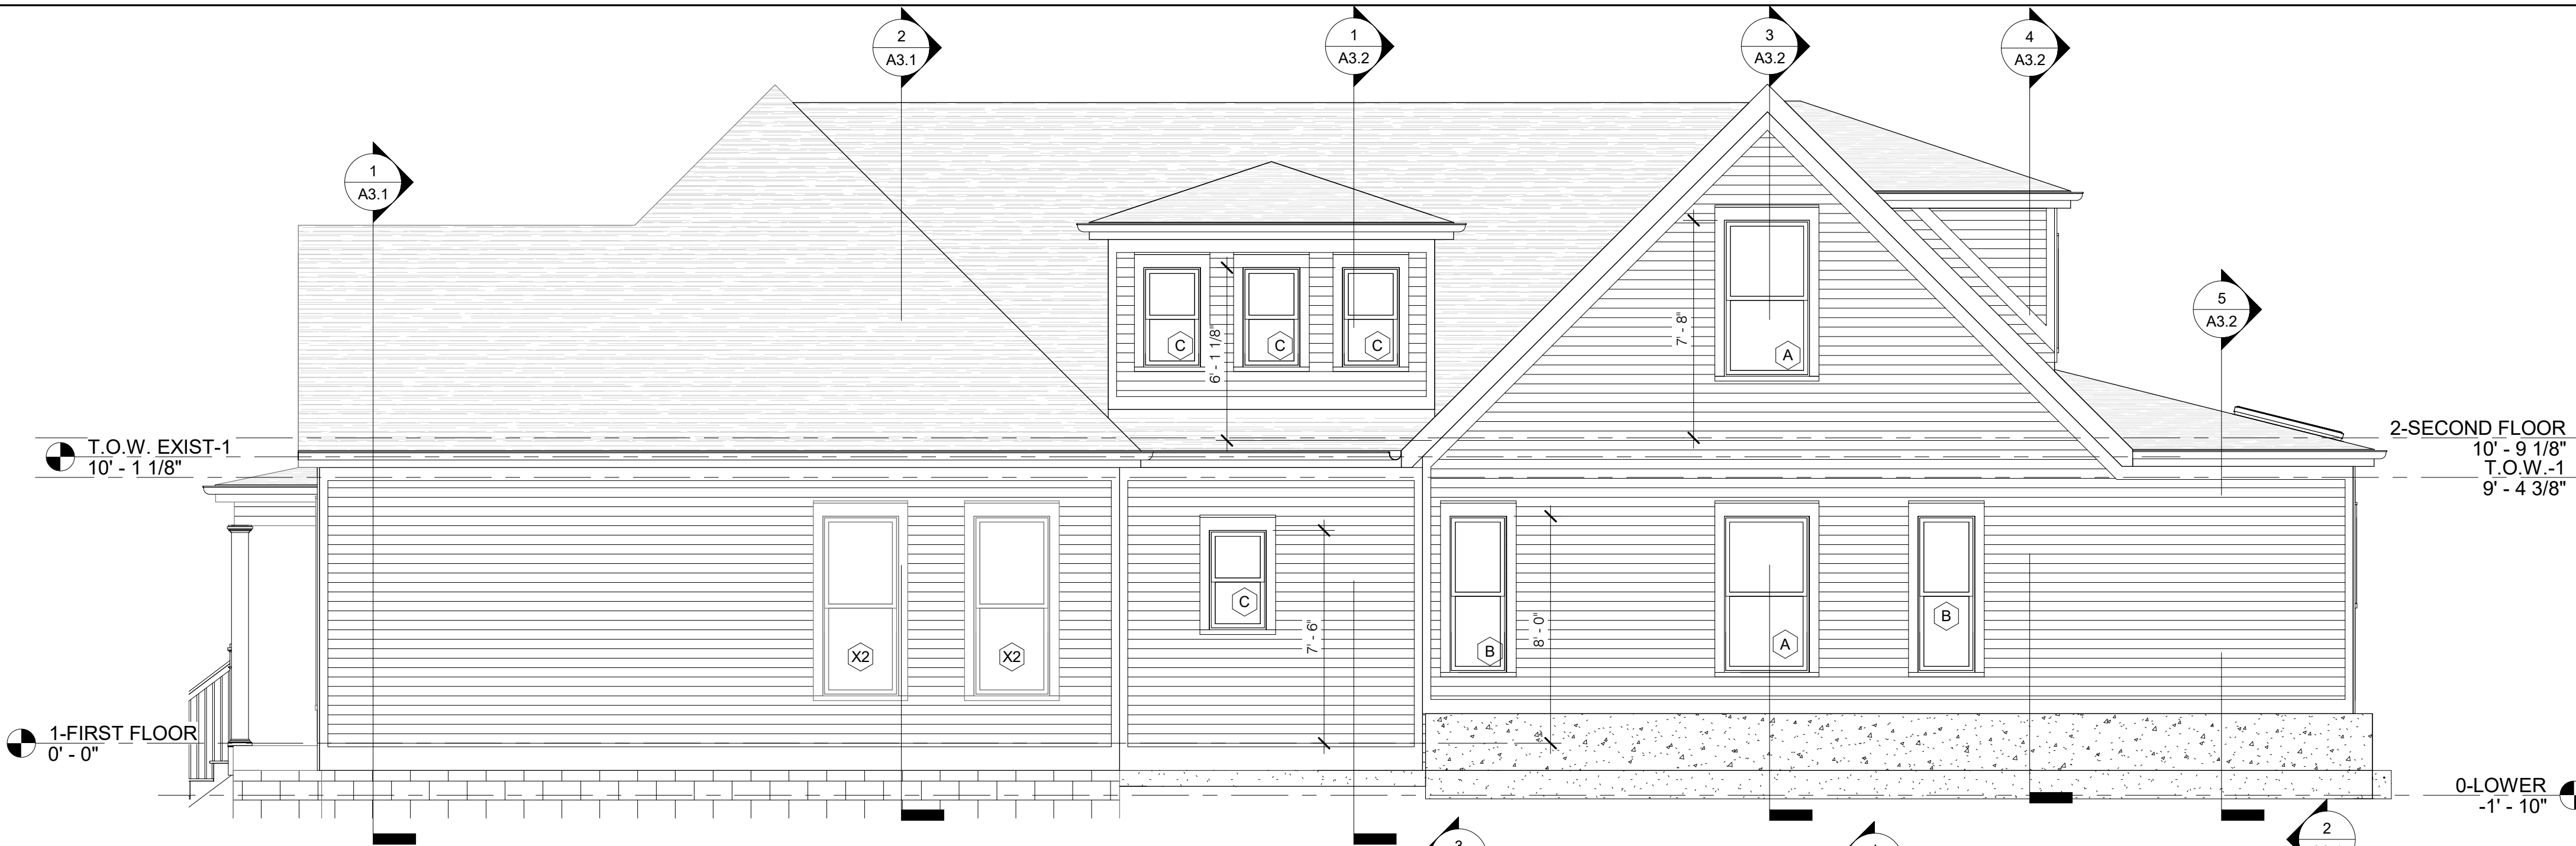 2
A3.1
1
A3.2
3
A3.2
4
A3.2
1
A3.1
5
A3.2
C
C
C
6' - 1 1/8"
7' - 8"
A
T.O.W. EXIST-1
10' - 1 1/8"
2-SECOND FLOOR
10' - 9 1/8"
T.O.W.-1
9' - 4 3/8"
X2
X2
C
7' - 6"
B
8' - 0"
A
B
1-FIRST FLOOR
0' - 0"
0-LOWER
-1' - 10"
2